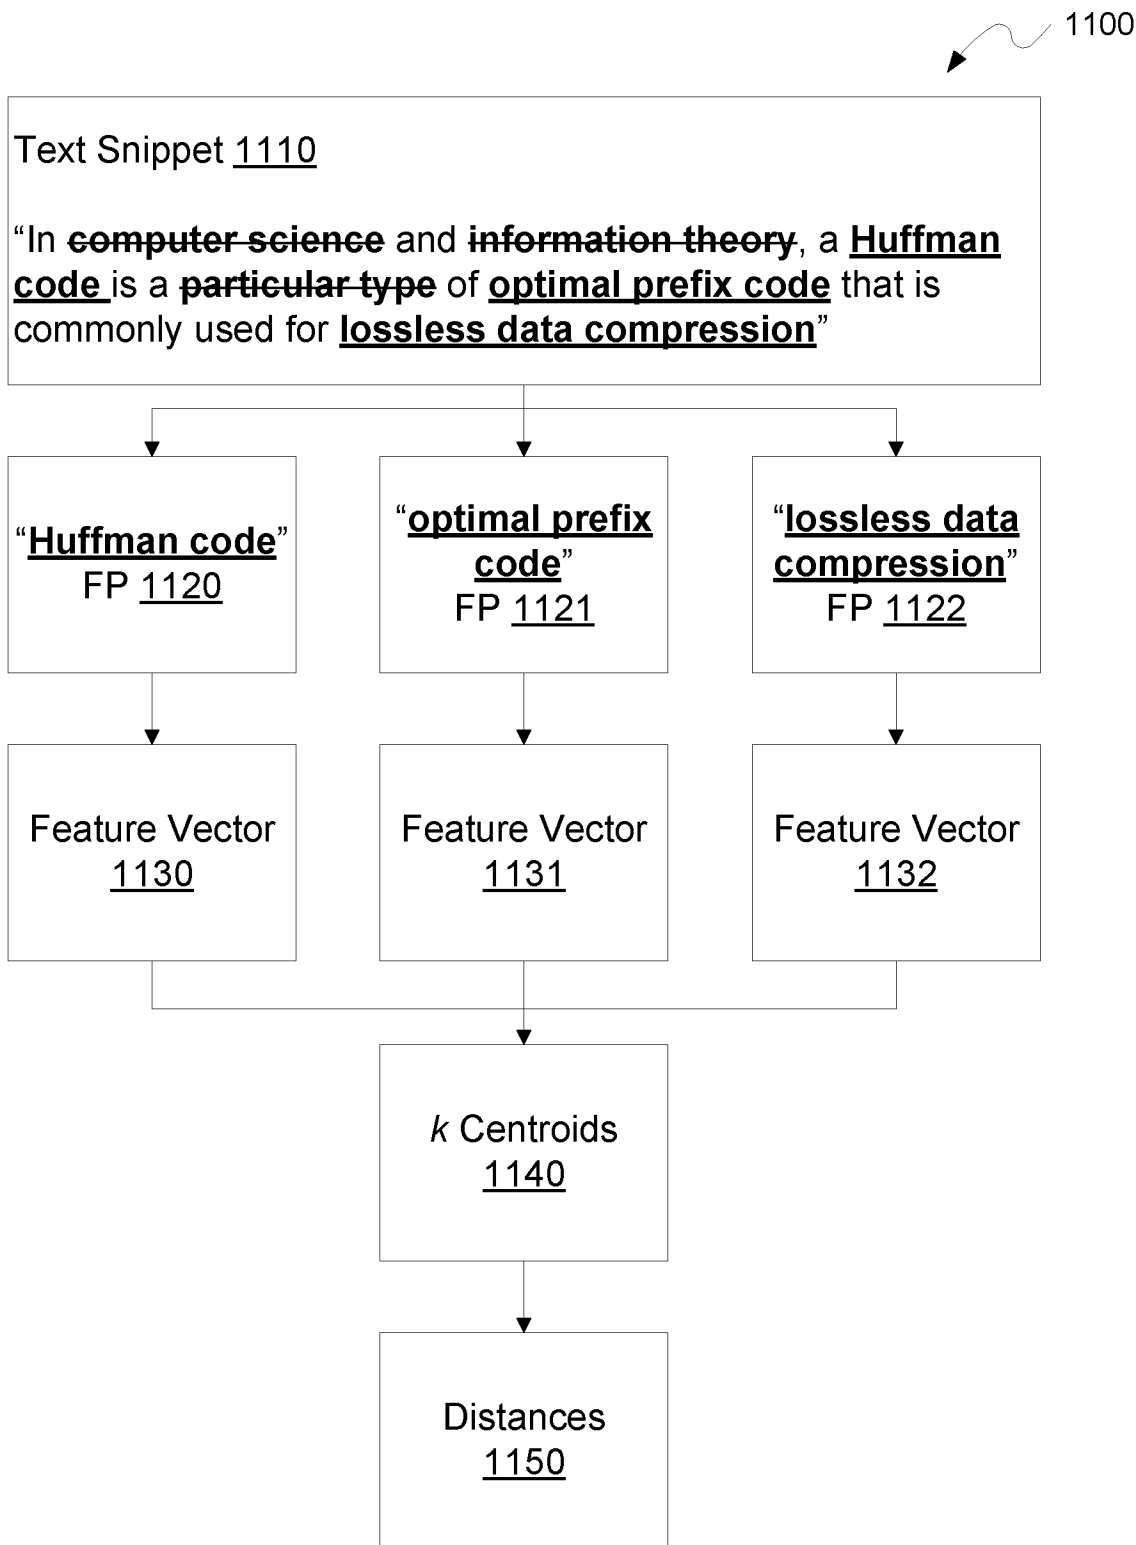 1100
Text Snippet 1110
“In computer science and information theory, a Huffman
code is a particular type of optimal prefix code that is
commonly used for lossless data compression”
“Huffman code”
FP 1120
“optimal prefix
code”
FP 1121
“lossless data
compression”
FP 1122
Feature Vector
1130
Feature Vector
1131
Feature Vector
1132
k Centroids
1140
Distances
1150